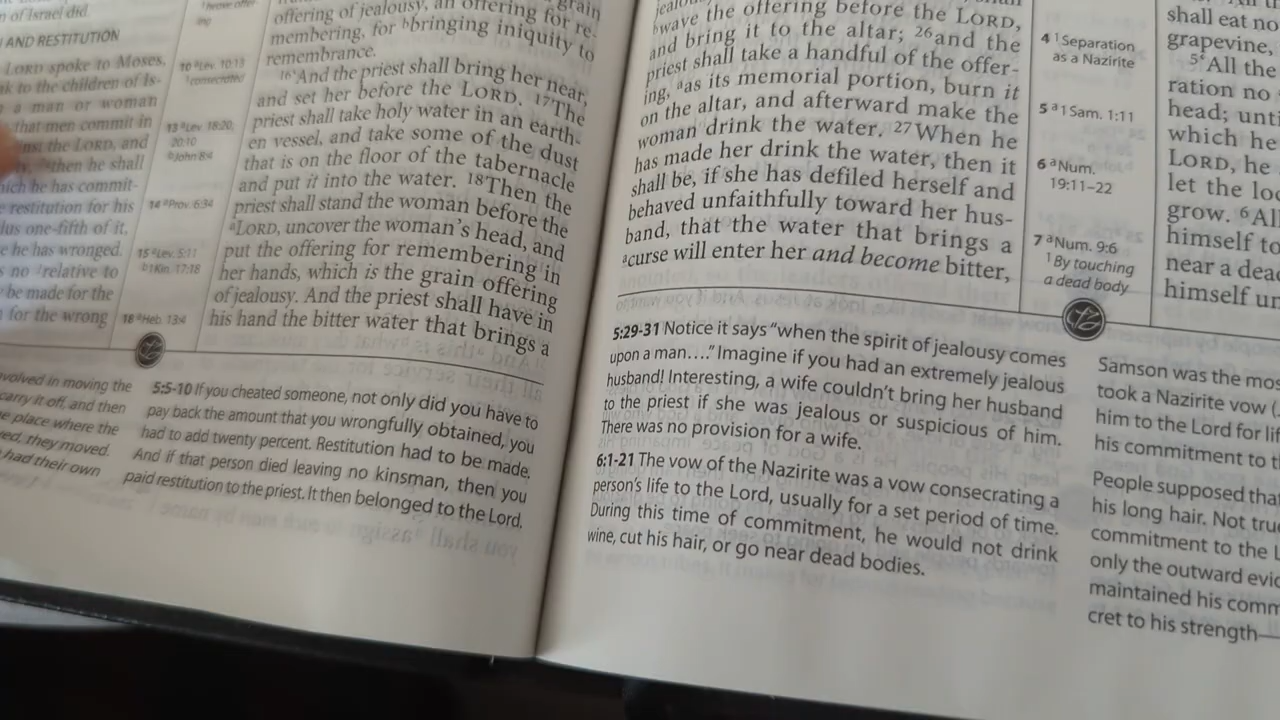 n of Israel did.
AND RESTITUTION
LORD spoke to Moses,
ak to the children of Is-
a man or woman
that men commit in
inst the LORD, and
then he shall
hich he has commit-
e restitution for his
lus one-fifth of it,
e he has wronged.
s no ¹relative to
be made for the
for the wrong
10 ᵃLev. 10:13
¹consecrated
13 ᵃLev. 18:20;
20:10
ᵇJohn 8:4
14 ᵃProv. 6:34
15 ᵃLev. 5:11
ᵇ1 Kin. 17:18
18 ᵃHeb. 13:4
grain
offering of jealousy, an offering for re-
membering, for ᵇbringing iniquity to
remembrance.
¹⁶And the priest shall bring her near,
and set her before the LORD. ¹⁷The
priest shall take holy water in an earth-
en vessel, and take some of the dust
that is on the floor of the tabernacle
and put it into the water. ¹⁸Then the
priest shall stand the woman before the
ᵃLORD, uncover the woman's head, and
put the offering for remembering in
her hands, which is the grain offering
of jealousy. And the priest shall have in
his hand the bitter water that brings a
volved in moving the
carry it off, and then
e place where the
ved, they moved.
had their own
5:5-10 If you cheated someone, not only did you have to
pay back the amount that you wrongfully obtained, you
had to add twenty percent. Restitution had to be made.
And if that person died leaving no kinsman, then you
paid restitution to the priest. It then belonged to the Lord.
ᵇwave the offering before the LORD,
and bring it to the altar; ²⁶and the
priest shall take a handful of the offer-
ing, ᵃas its memorial portion, burn it
on the altar, and afterward make the
woman drink the water. ²⁷When he
has made her drink the water, then it
shall be, if she has defiled herself and
behaved unfaithfully toward her hus-
band, that the water that brings a
ᵃcurse will enter her and become bitter,
4 ¹Separation
as a Nazirite
5 ᵃ1 Sam. 1:11
6 ᵃNum.
19:11–22
7 ᵃNum. 9:6
¹By touching
a dead body
shall eat no
grapevine,
5ᶜAll the
ration no
head; unti
which he
LORD, he
let the loc
grow. ⁶Al
himself to
near a dead
himself un
5:29-31 Notice it says "when the spirit of jealousy comes
upon a man…." Imagine if you had an extremely jealous
husband! Interesting, a wife couldn't bring her husband
to the priest if she was jealous or suspicious of him.
There was no provision for a wife.
6:1-21 The vow of the Nazirite was a vow consecrating a
person's life to the Lord, usually for a set period of time.
During this time of commitment, he would not drink
wine, cut his hair, or go near dead bodies.
Samson was the mos
took a Nazirite vow (
him to the Lord for lif
his commitment to t
People supposed tha
his long hair. Not tru
commitment to the L
only the outward evid
maintained his comm
cret to his strength—